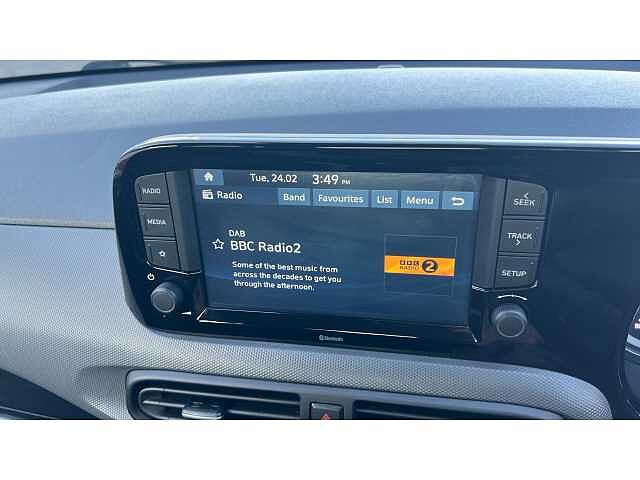 Tue, 24.02 3:49 PM
RADIO
MEDIA
Radio Band Favourites List Menu
DAB
BBC Radio2
Some of the best music from
across the decades to get you
through the afternoon.
BBC
RADIO 2
SEEK
TRACK
SETUP
Bluetooth